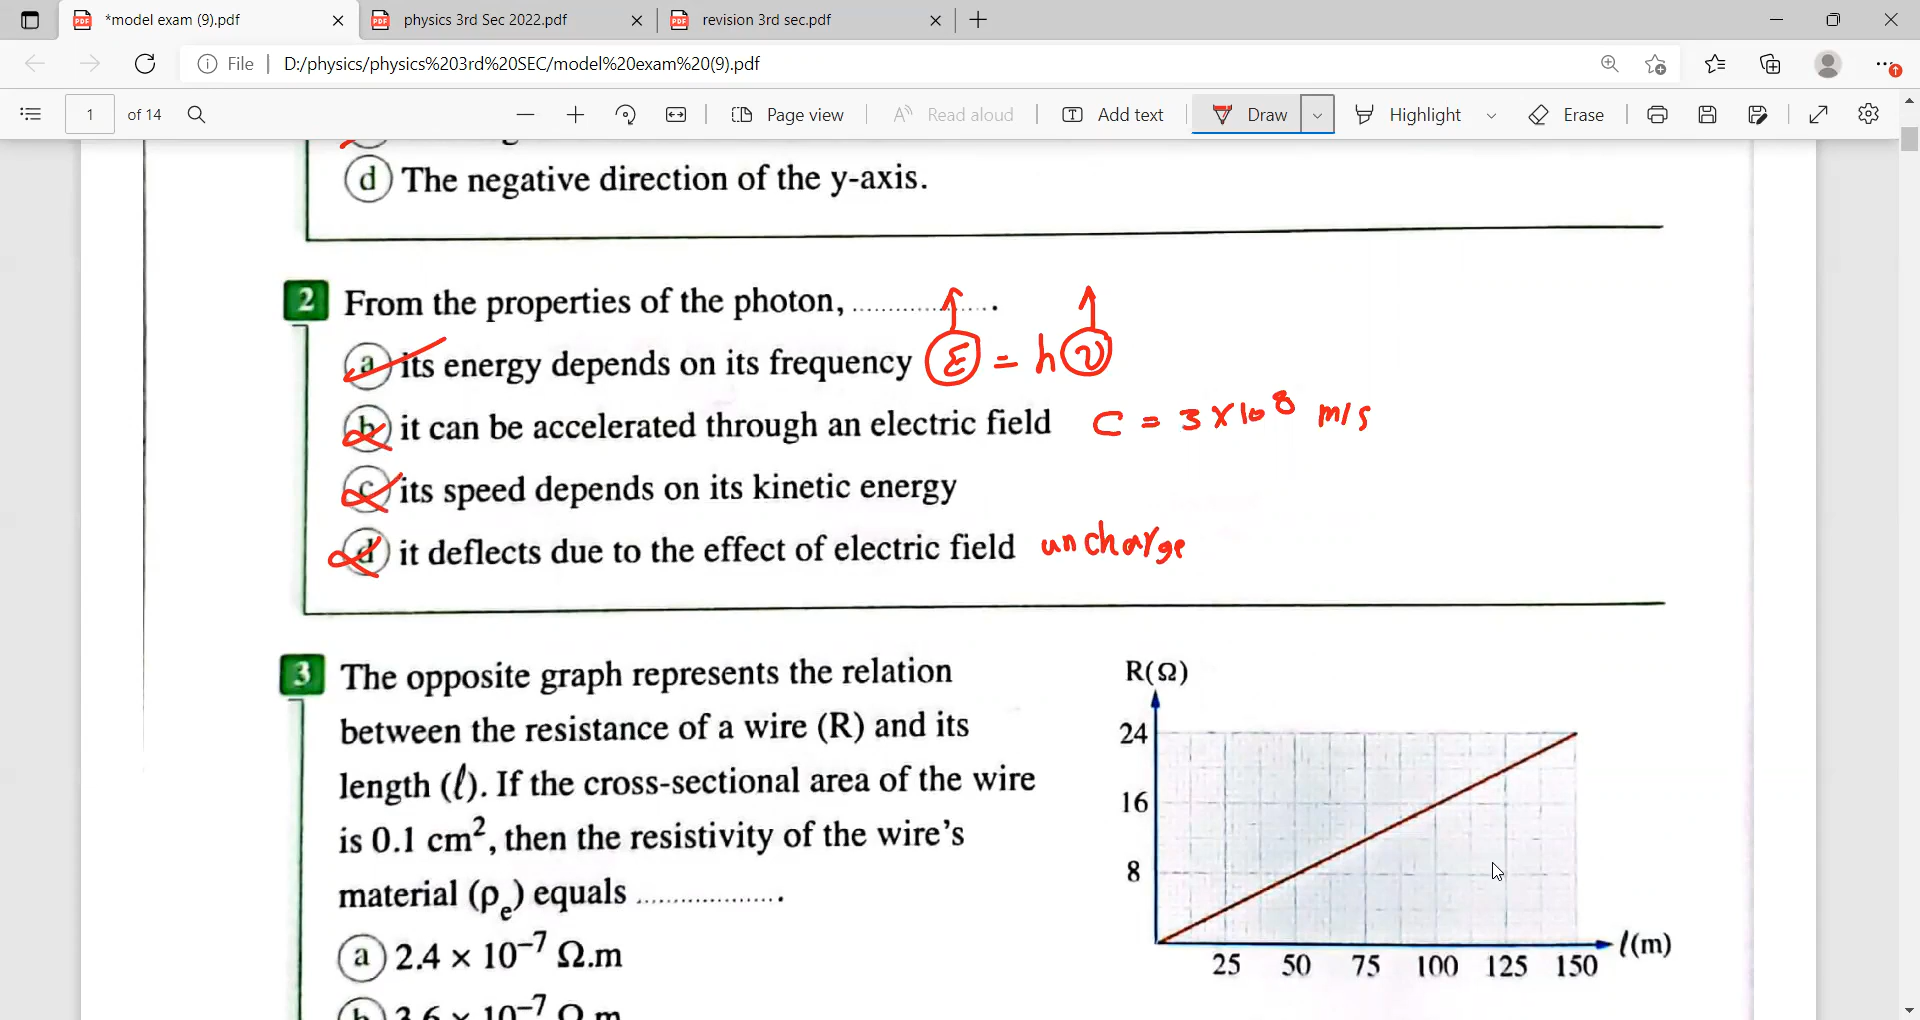 *model exam (9).pdf
physics 3rd Sec 2022.pdf
revision 3rd sec.pdf
File
D:/physics/physics%203rd%20SEC/model%20exam%20(9).pdf
1 of 14
Page view
Read aloud
Add text
Draw
Highlight
Erase
d The negative direction of the y-axis.
2 From the properties of the photon, .................... .
a its energy depends on its frequency E = hν
b it can be accelerated through an electric field C = 3 × 10⁸ m/s
c its speed depends on its kinetic energy
d it deflects due to the effect of electric field uncharge
3 The opposite graph represents the relation
between the resistance of a wire (R) and its
length (ℓ). If the cross-sectional area of the wire
is 0.1 cm², then the resistivity of the wire's
material (ρₑ) equals .................... .
a 2.4 × 10⁻⁷ Ω.m
b 3.6 × 10⁻⁷ Ω.m
R(Ω)
24
16
8
25 50 75 100 125 150
ℓ(m)